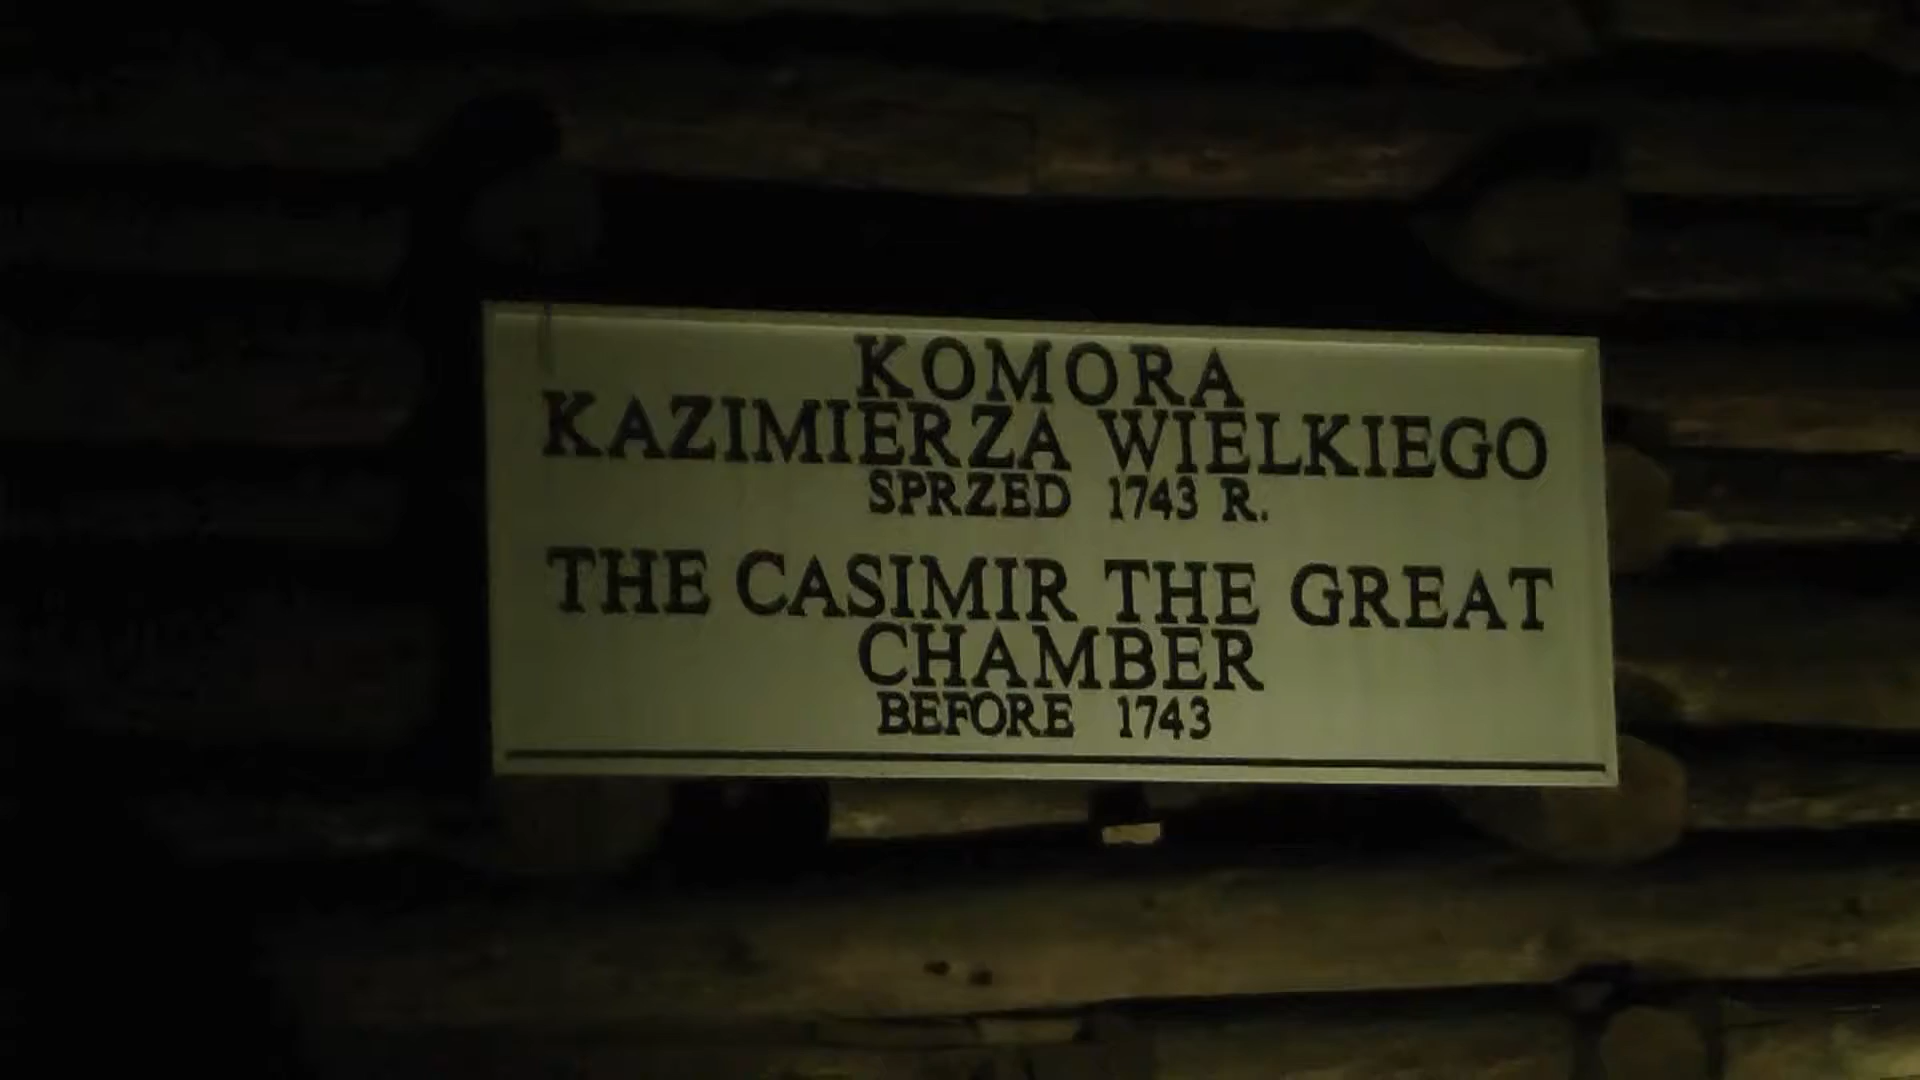 KOMORA
KAZIMIERZA WIELKIEGO
SPRZED 1743 R.
THE CASIMIR THE GREAT
CHAMBER
BEFORE 1743